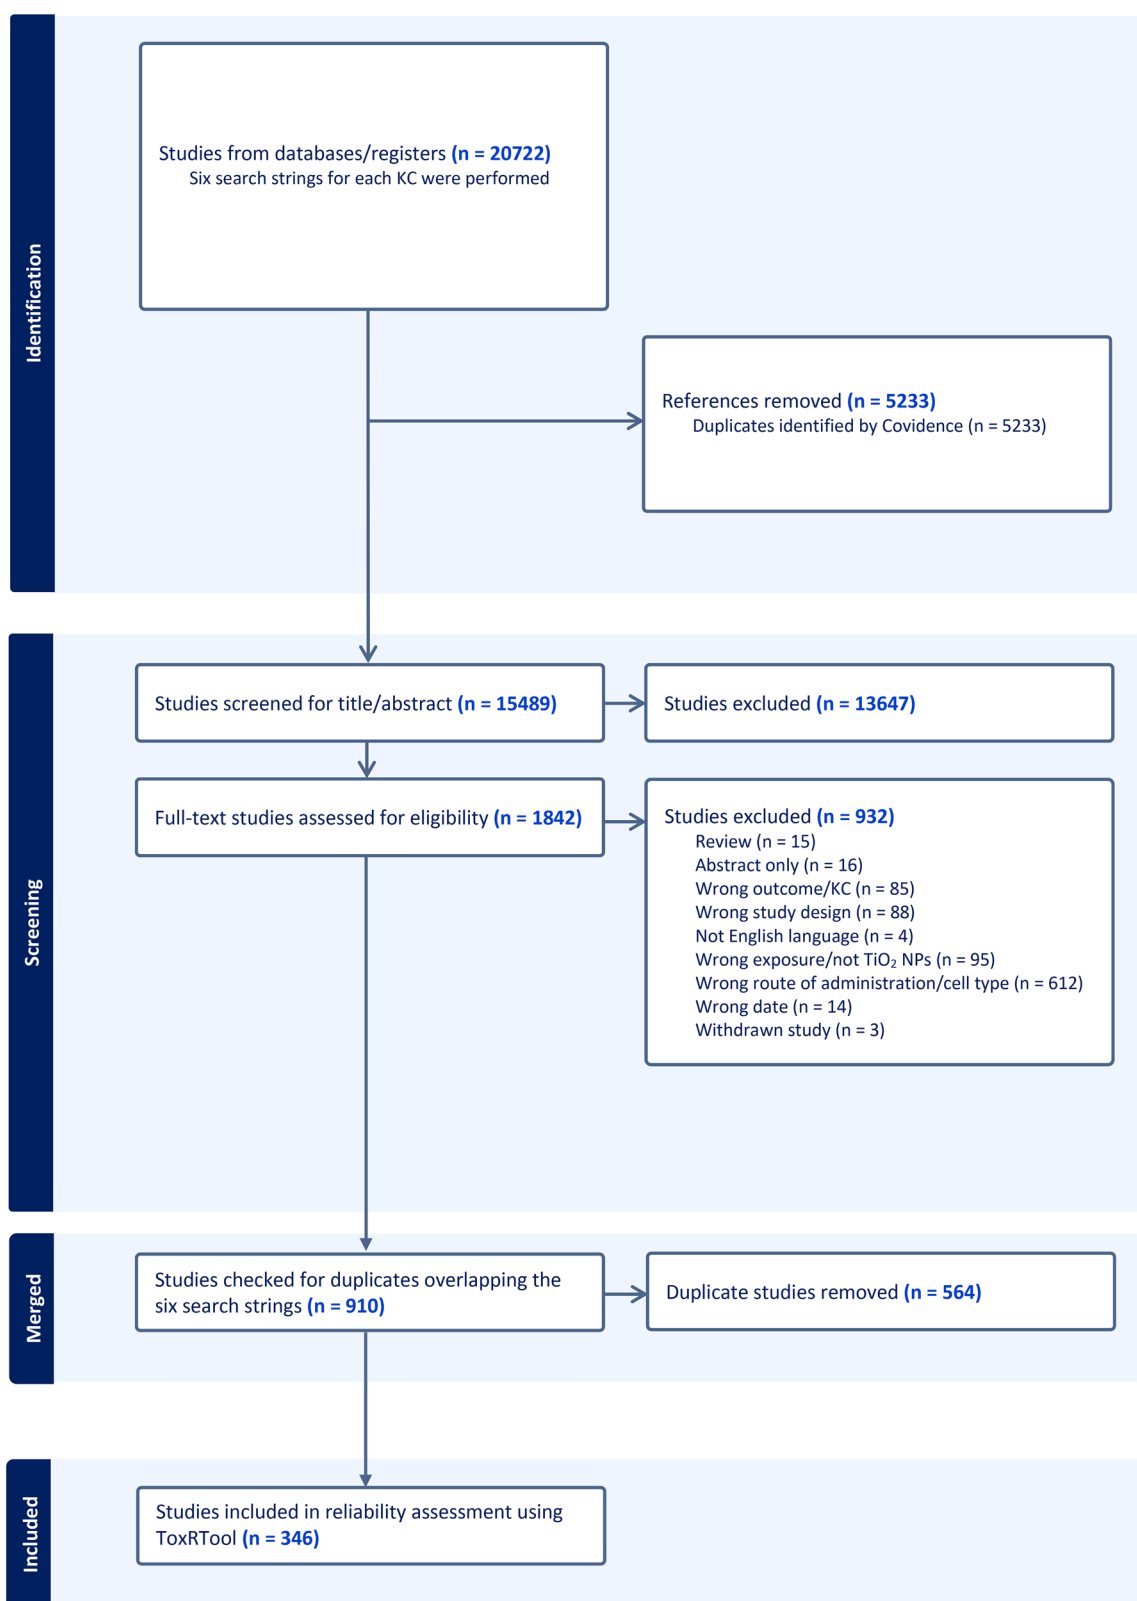 Identification
Studies from databases/registers (n = 20722)
Six search strings for each KC were performed
References removed (n = 5233)
Duplicates identified by Covidence (n = 5233)
Screening
Studies screened for title/abstract (n = 15489)
Studies excluded (n = 13647)
Full-text studies assessed for eligibility (n = 1842)
Studies excluded (n = 932)
Review (n = 15)
Abstract only (n = 16)
Wrong outcome/KC (n = 85)
Wrong study design (n = 88)
Not English language (n = 4)
Wrong exposure/not TiO₂ NPs (n = 95)
Wrong route of administration/cell type (n = 612)
Wrong date (n = 14)
Withdrawn study (n = 3)
Merged
Studies checked for duplicates overlapping the
six search strings (n = 910)
Duplicate studies removed (n = 564)
Included
Studies included in reliability assessment using
ToxRTool (n = 346)